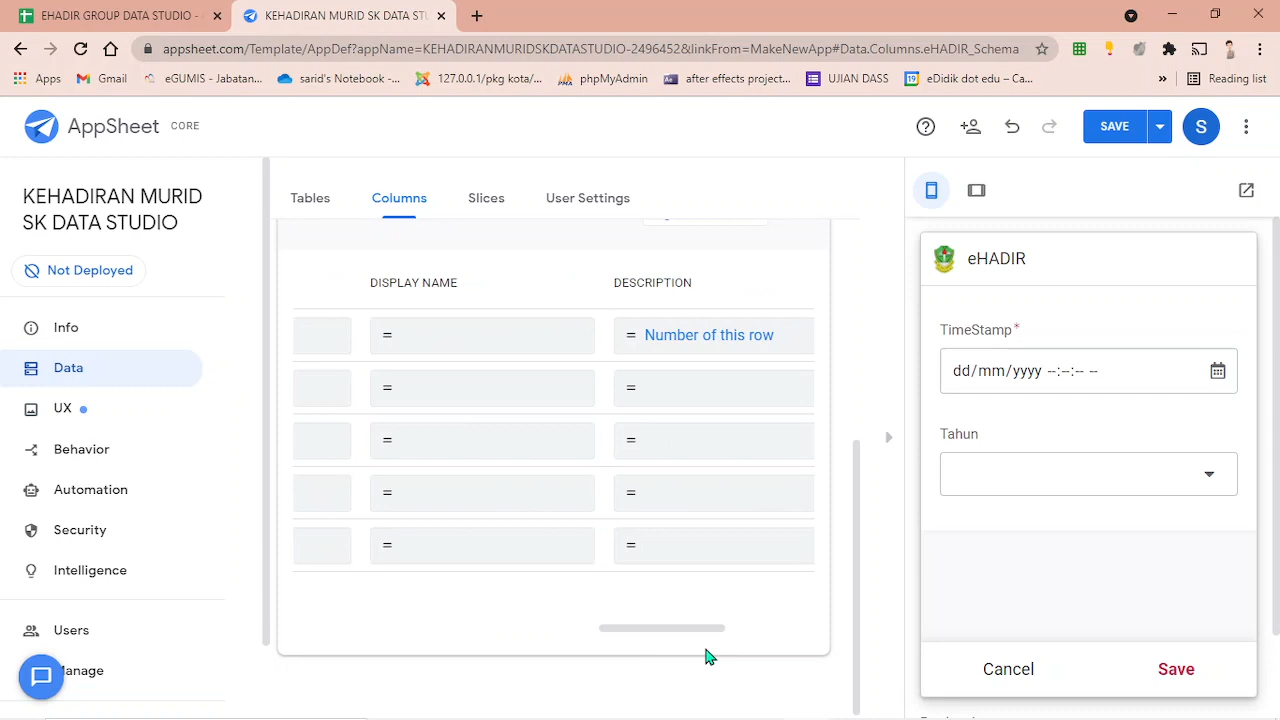 EHADIR GROUP DATA STUDIO -
KEHADIRAN MURID SK DATA STU
appsheet.com/Template/AppDef?appName=KEHADIRANMURIDSKDATASTUDIO-2496452&linkFrom=MakeNewApp#Data.Columns.eHADIR_Schema
Apps
Gmail
eGUMIS - Jabatan...
sarid's Notebook -...
127.0.0.1/pkg kota/...
phpMyAdmin
after effects project...
UJIAN DASS
eDidik dot edu – Ca...
»
Reading list
AppSheet CORE
SAVE
S
KEHADIRAN MURID
SK DATA STUDIO
Not Deployed
Info
Data
UX
Behavior
Automation
Security
Intelligence
Users
Manage
Tables
Columns
Slices
User Settings
DISPLAY NAME
DESCRIPTION
= = Number of this row
= =
= =
= =
= =
eHADIR
TimeStamp*
dd/mm/yyyy --:--:-- --
Tahun
Cancel
Save